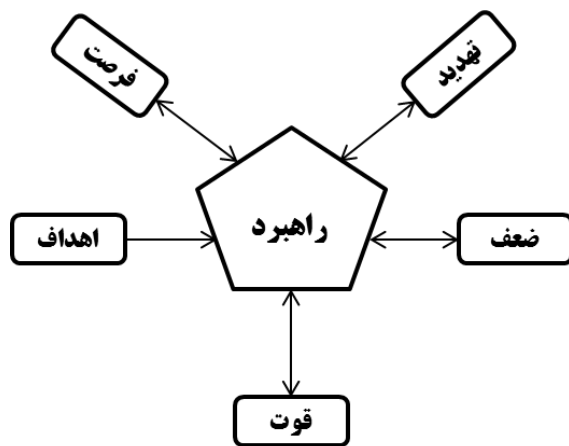 فرصت
تهدید
اهداف
راهبرد
ضعف
قوت